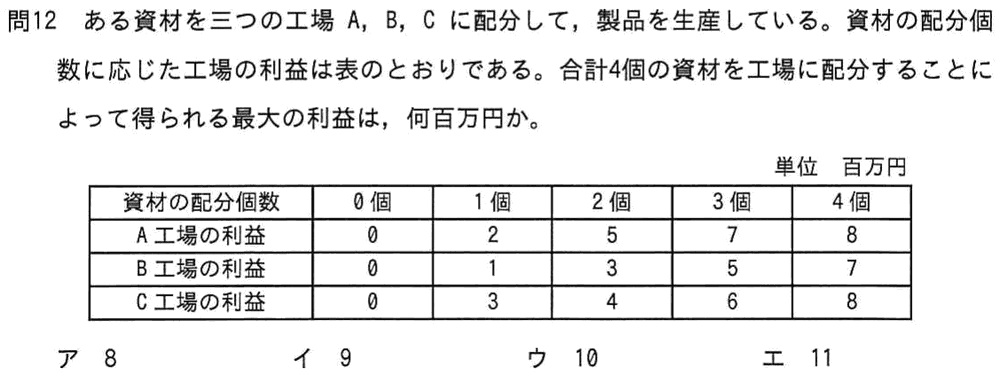 問12 ある資材を三つの工場 A，B，C に配分して，製品を生産している。資材の配分個
数に応じた工場の利益は表のとおりである。合計4個の資材を工場に配分することに
よって得られる最大の利益は，何百万円か。
単位 百万円
資材の配分個数 0個 1個 2個 3個 4個
A工場の利益 0 2 5 7 8
B工場の利益 0 1 3 5 7
C工場の利益 0 3 4 6 8
ア 8 イ 9 ウ 10 エ 11